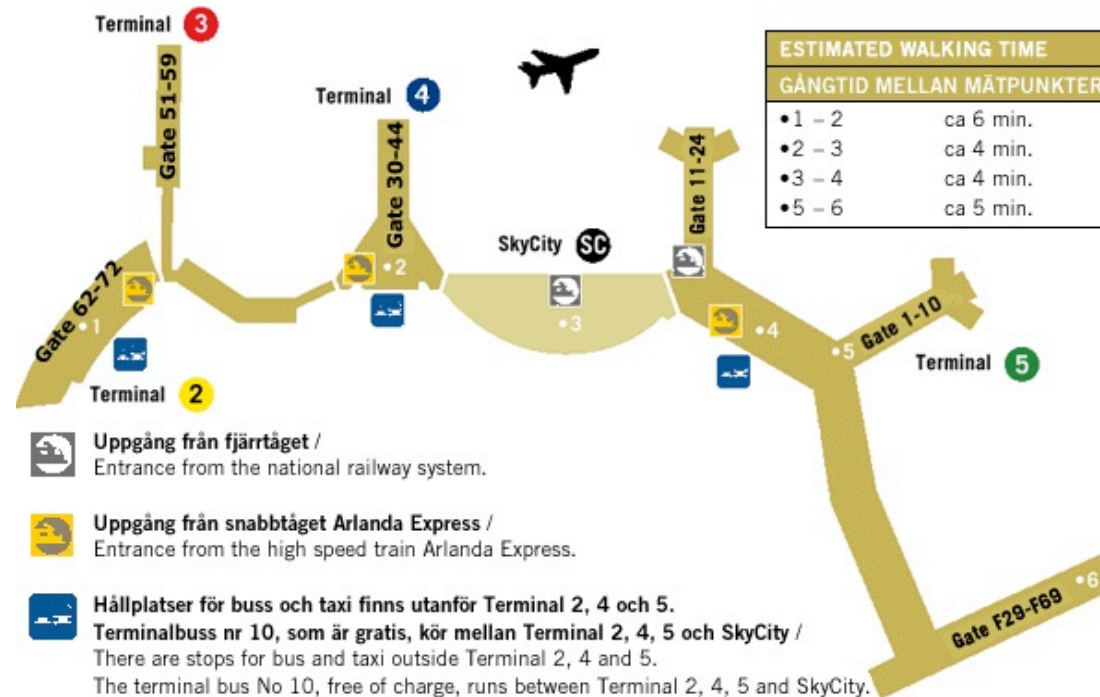 Terminal 3
Gate 51-59
Terminal 4
Gate 30-44
SkyCity SC
Gate 11-24
ESTIMATED WALKING TIME
GÅNGTID MELLAN MÄTPUNKTER
•1 – 2 ca 6 min.
•2 – 3 ca 4 min.
•3 – 4 ca 4 min.
•5 – 6 ca 5 min.
Gate 62-72
•1
•2
•3
•4
•5
Gate 1-10
Terminal 5
Terminal 2
•6
Gate F29-F69
Uppgång från fjärrtåget /
Entrance from the national railway system.
Uppgång från snabbtåget Arlanda Express /
Entrance from the high speed train Arlanda Express.
Hållplatser för buss och taxi finns utanför Terminal 2, 4 och 5.
Terminalbuss nr 10, som är gratis, kör mellan Terminal 2, 4, 5 och SkyCity /
There are stops for bus and taxi outside Terminal 2, 4 and 5.
The terminal bus No 10, free of charge, runs between Terminal 2, 4, 5 and SkyCity.